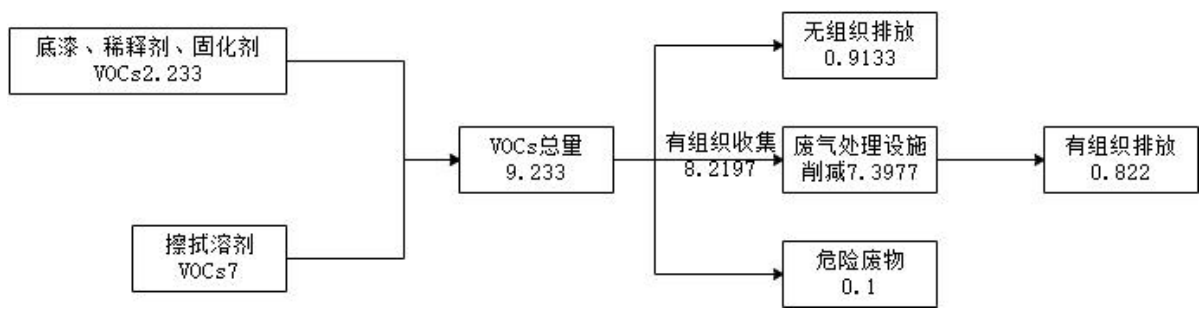 底漆、稀释剂、固化剂
VOCs2.233
擦拭溶剂
VOCs7
VOCs总量
9.233
有组织收集
8.2197
无组织排放
0.9133
废气处理设施
削减7.3977
危险废物
0.1
有组织排放
0.822